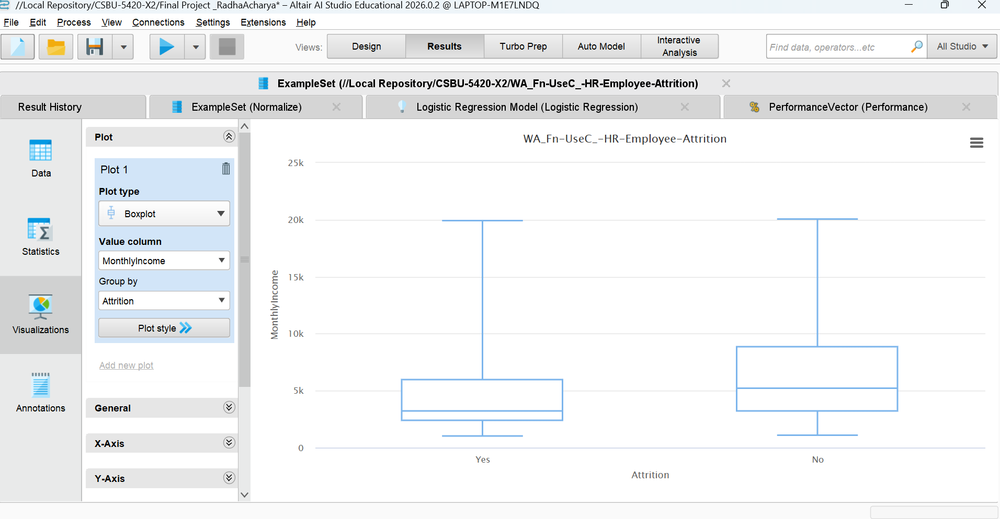 //Local Repository/CSBU-5420-X2/Final Project _RadhaAcharya* – Altair AI Studio Educational 2026.0.2 @ LAPTOP-M1E7LNDQ
File Edit Process View Connections Settings Extensions Help
Views: Design Results Turbo Prep Auto Model Interactive Analysis Find data, operators...etc All Studio
ExampleSet (//Local Repository/CSBU-5420-X2/WA_Fn-UseC_-HR-Employee-Attrition)
Result History ExampleSet (Normalize) Logistic Regression Model (Logistic Regression) PerformanceVector (Performance)
Data
Statistics
Visualizations
Annotations
Plot
Plot 1
Plot type
Boxplot
Value column
MonthlyIncome
Group by
Attrition
Plot style
Add new plot
General
X-Axis
Y-Axis
WA_Fn-UseC_-HR-Employee-Attrition
25k
20k
15k
10k
5k
0
MonthlyIncome
Yes No
Attrition